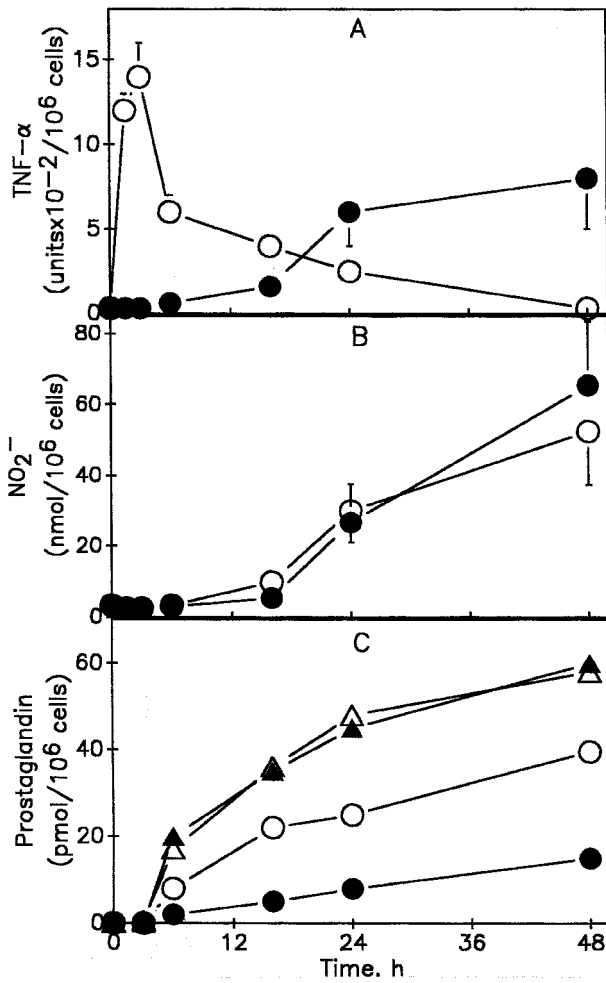 A
TNF-α
(unitsx10⁻²/10⁶ cells)
15
10
5
0
B
NO₂⁻
(nmol/10⁶ cells)
80
60
40
20
0
C
Prostaglandin
(pmol/10⁶ cells)
60
40
20
0
0 12 24 36 48
Time, h